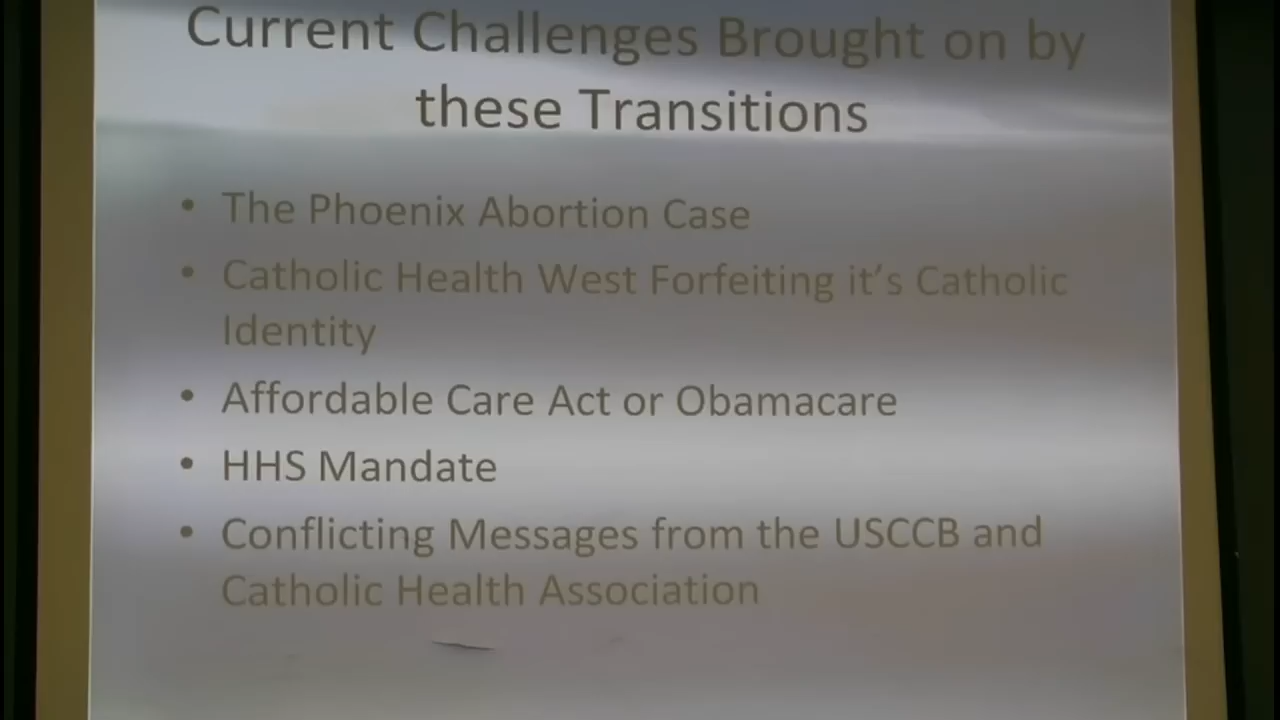 Current Challenges Brought on by
these Transitions
• The Phoenix Abortion Case
• Catholic Health West Forfeiting it’s Catholic
Identity
• Affordable Care Act or Obamacare
• HHS Mandate
• Conflicting Messages from the USCCB and
Catholic Health Association